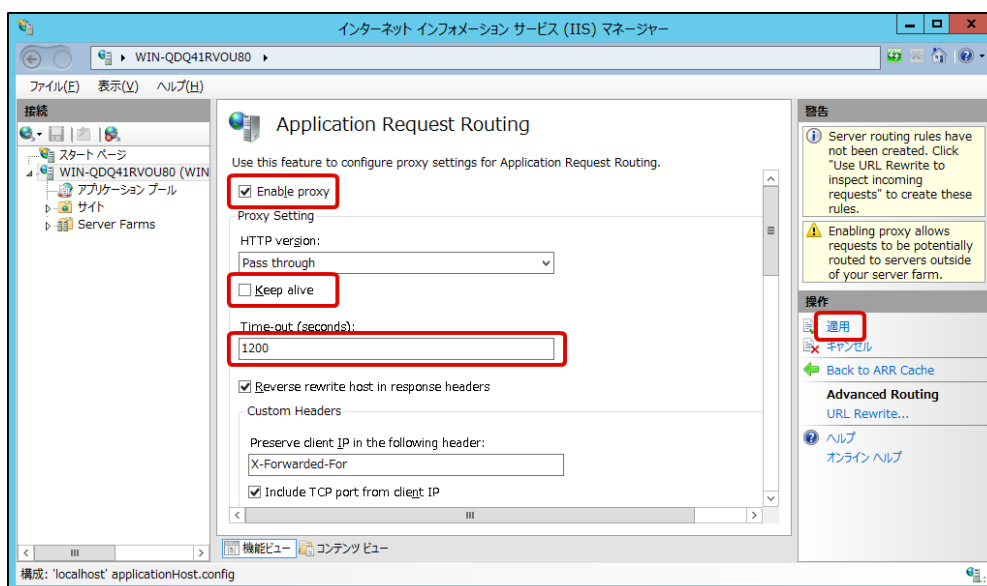 インターネット インフォメーション サービス (IIS) マネージャー
WIN-QDQ41RVOU80
ファイル(F) 表示(V) ヘルプ(H)
接続
スタート ページ
WIN-QDQ41RVOU80 (WIN
アプリケーション プール
サイト
Server Farms
Application Request Routing
Use this feature to configure proxy settings for Application Request Routing.
Enable proxy
Proxy Setting
HTTP version:
Pass through
Keep alive
Time-out (seconds):
1200
Reverse rewrite host in response headers
Custom Headers
Preserve client IP in the following header:
X-Forwarded-For
Include TCP port from client IP
機能ビュー コンテンツ ビュー
警告
Server routing rules have
not been created. Click
"Use URL Rewrite to
inspect incoming
requests" to create these
rules.
Enabling proxy allows
requests to be potentially
routed to servers outside
of your server farm.
操作
適用
キャンセル
Back to ARR Cache
Advanced Routing
URL Rewrite...
ヘルプ
オンライン ヘルプ
構成: 'localhost' applicationHost.config